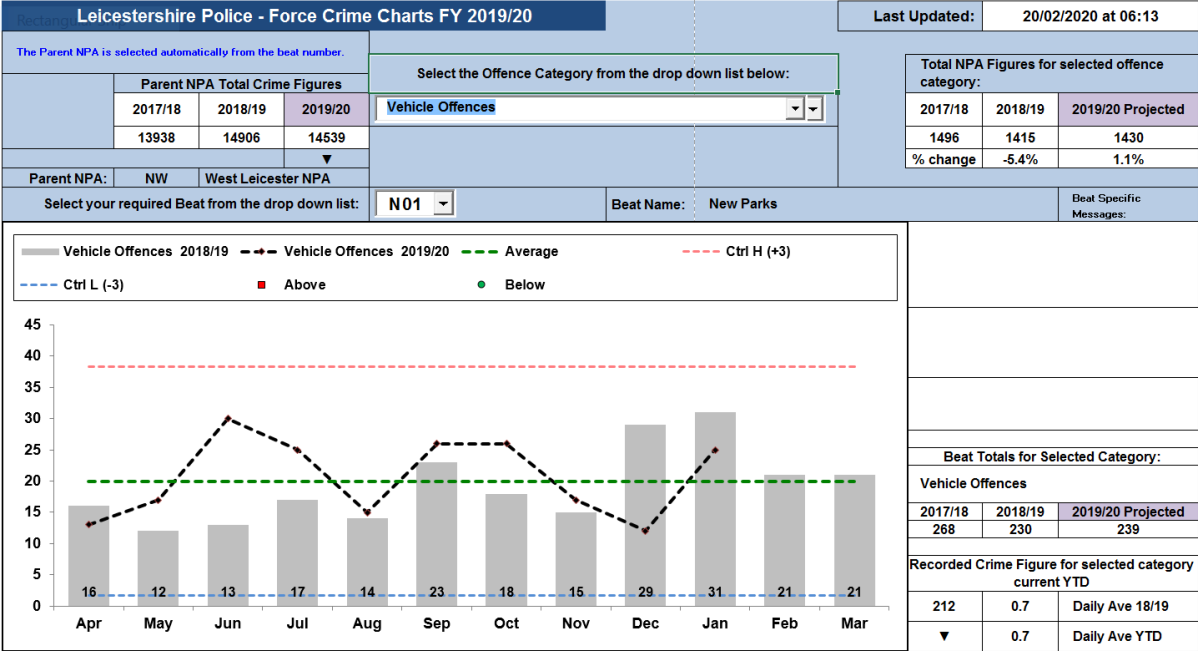 Leicestershire Police - Force Crime Charts FY 2019/20
Last Updated: 20/02/2020 at 06:13
The Parent NPA is selected automatically from the beat number.
Parent NPA Total Crime Figures
2017/18 2018/19 2019/20
13938 14906 14539
▼
Parent NPA: NW West Leicester NPA
Select the Offence Category from the drop down list below:
Vehicle Offences
Total NPA Figures for selected offence
category:
2017/18 2018/19 2019/20 Projected
1496 1415 1430
% change -5.4% 1.1%
Select your required Beat from the drop down list: N01
Beat Name: New Parks
Beat Specific
Messages:
Vehicle Offences 2018/19 Vehicle Offences 2019/20 Average Ctrl H (+3)
Ctrl L (-3) Above Below
45
40
35
30
25
20
15
10
5
0
16 12 13 17 14 23 18 15 29 31 21 21
Apr May Jun Jul Aug Sep Oct Nov Dec Jan Feb Mar
Beat Totals for Selected Category:
Vehicle Offences
2017/18 2018/19 2019/20 Projected
268 230 239
Recorded Crime Figure for selected category
current YTD
212 0.7 Daily Ave 18/19
▼ 0.7 Daily Ave YTD